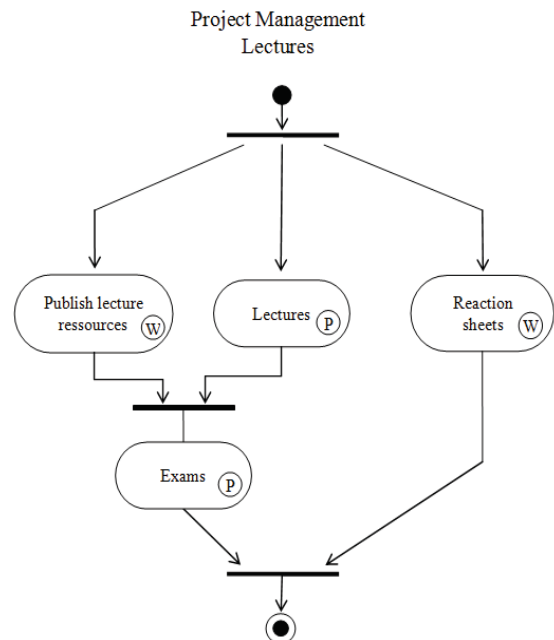 Project Management
Lectures
Publish lecture
ressources
W
Lectures
P
Reaction
sheets
W
Exams
P